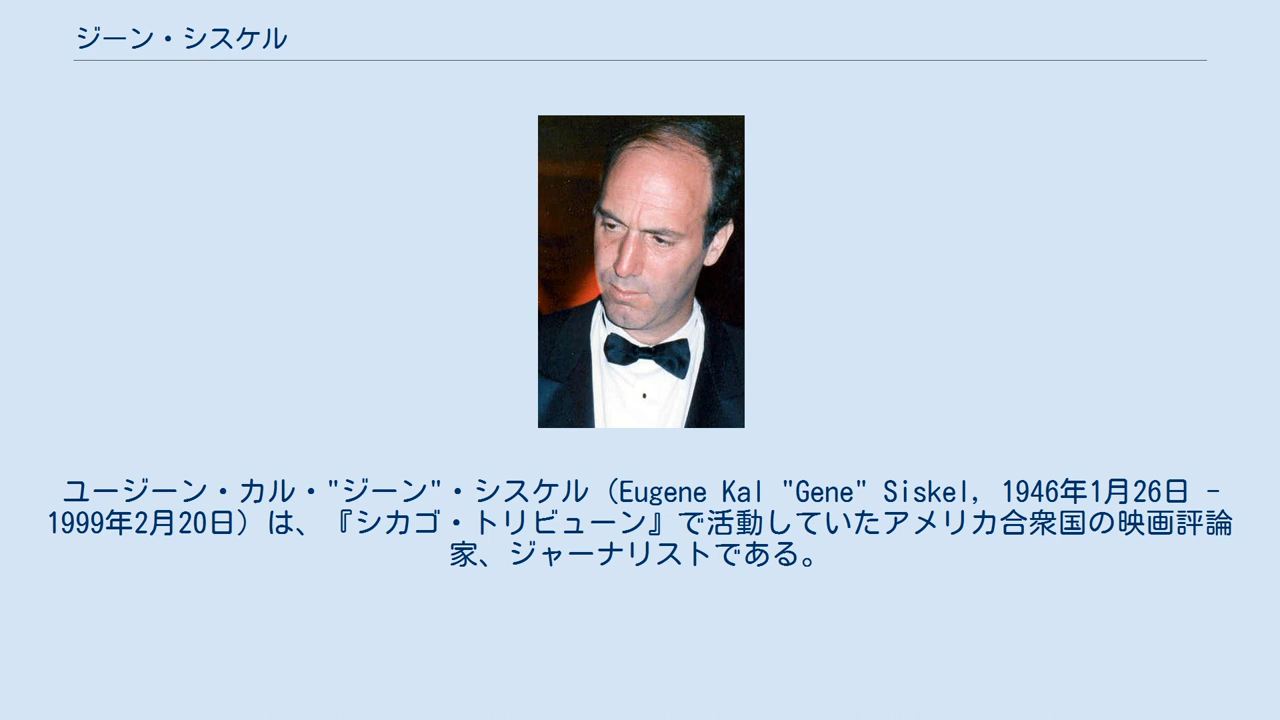 ジーン・シスケル
ユージーン・カル・"ジーン"・シスケル（Eugene Kal "Gene" Siskel, 1946年1月26日 -
1999年2月20日）は、『シカゴ・トリビューン』で活動していたアメリカ合衆国の映画評論
家、ジャーナリストである。